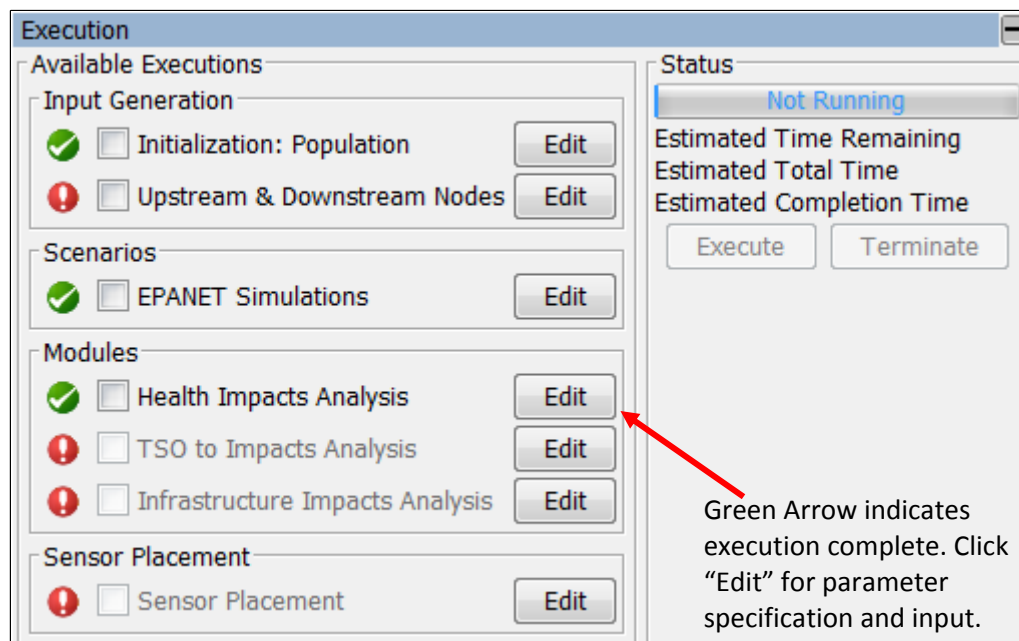 Execution
Available Executions
Input Generation
Initialization: Population Edit
Upstream & Downstream Nodes Edit
Scenarios
EPANET Simulations Edit
Modules
Health Impacts Analysis Edit
TSO to Impacts Analysis Edit
Infrastructure Impacts Analysis Edit
Sensor Placement
Sensor Placement Edit
Status
Not Running
Estimated Time Remaining
Estimated Total Time
Estimated Completion Time
Execute Terminate
Green Arrow indicates
execution complete. Click
“Edit” for parameter
specification and input.